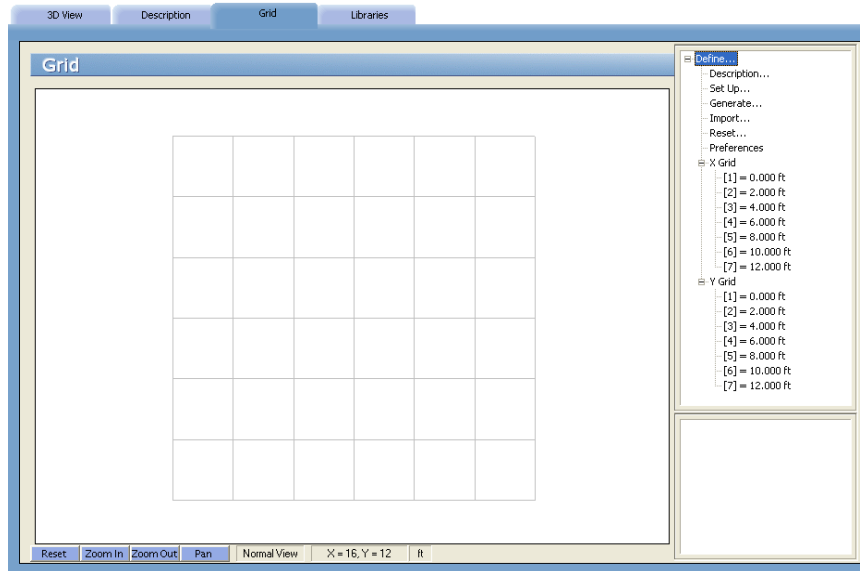 3D View Description Grid Libraries
Grid
Define...
Description...
Set Up...
Generate...
Import...
Reset...
Preferences
X Grid
[1] = 0.000 ft
[2] = 2.000 ft
[3] = 4.000 ft
[4] = 6.000 ft
[5] = 8.000 ft
[6] = 10.000 ft
[7] = 12.000 ft
Y Grid
[1] = 0.000 ft
[2] = 2.000 ft
[3] = 4.000 ft
[4] = 6.000 ft
[5] = 8.000 ft
[6] = 10.000 ft
[7] = 12.000 ft
Reset Zoom In Zoom Out Pan Normal View X = 16, Y = 12 ft